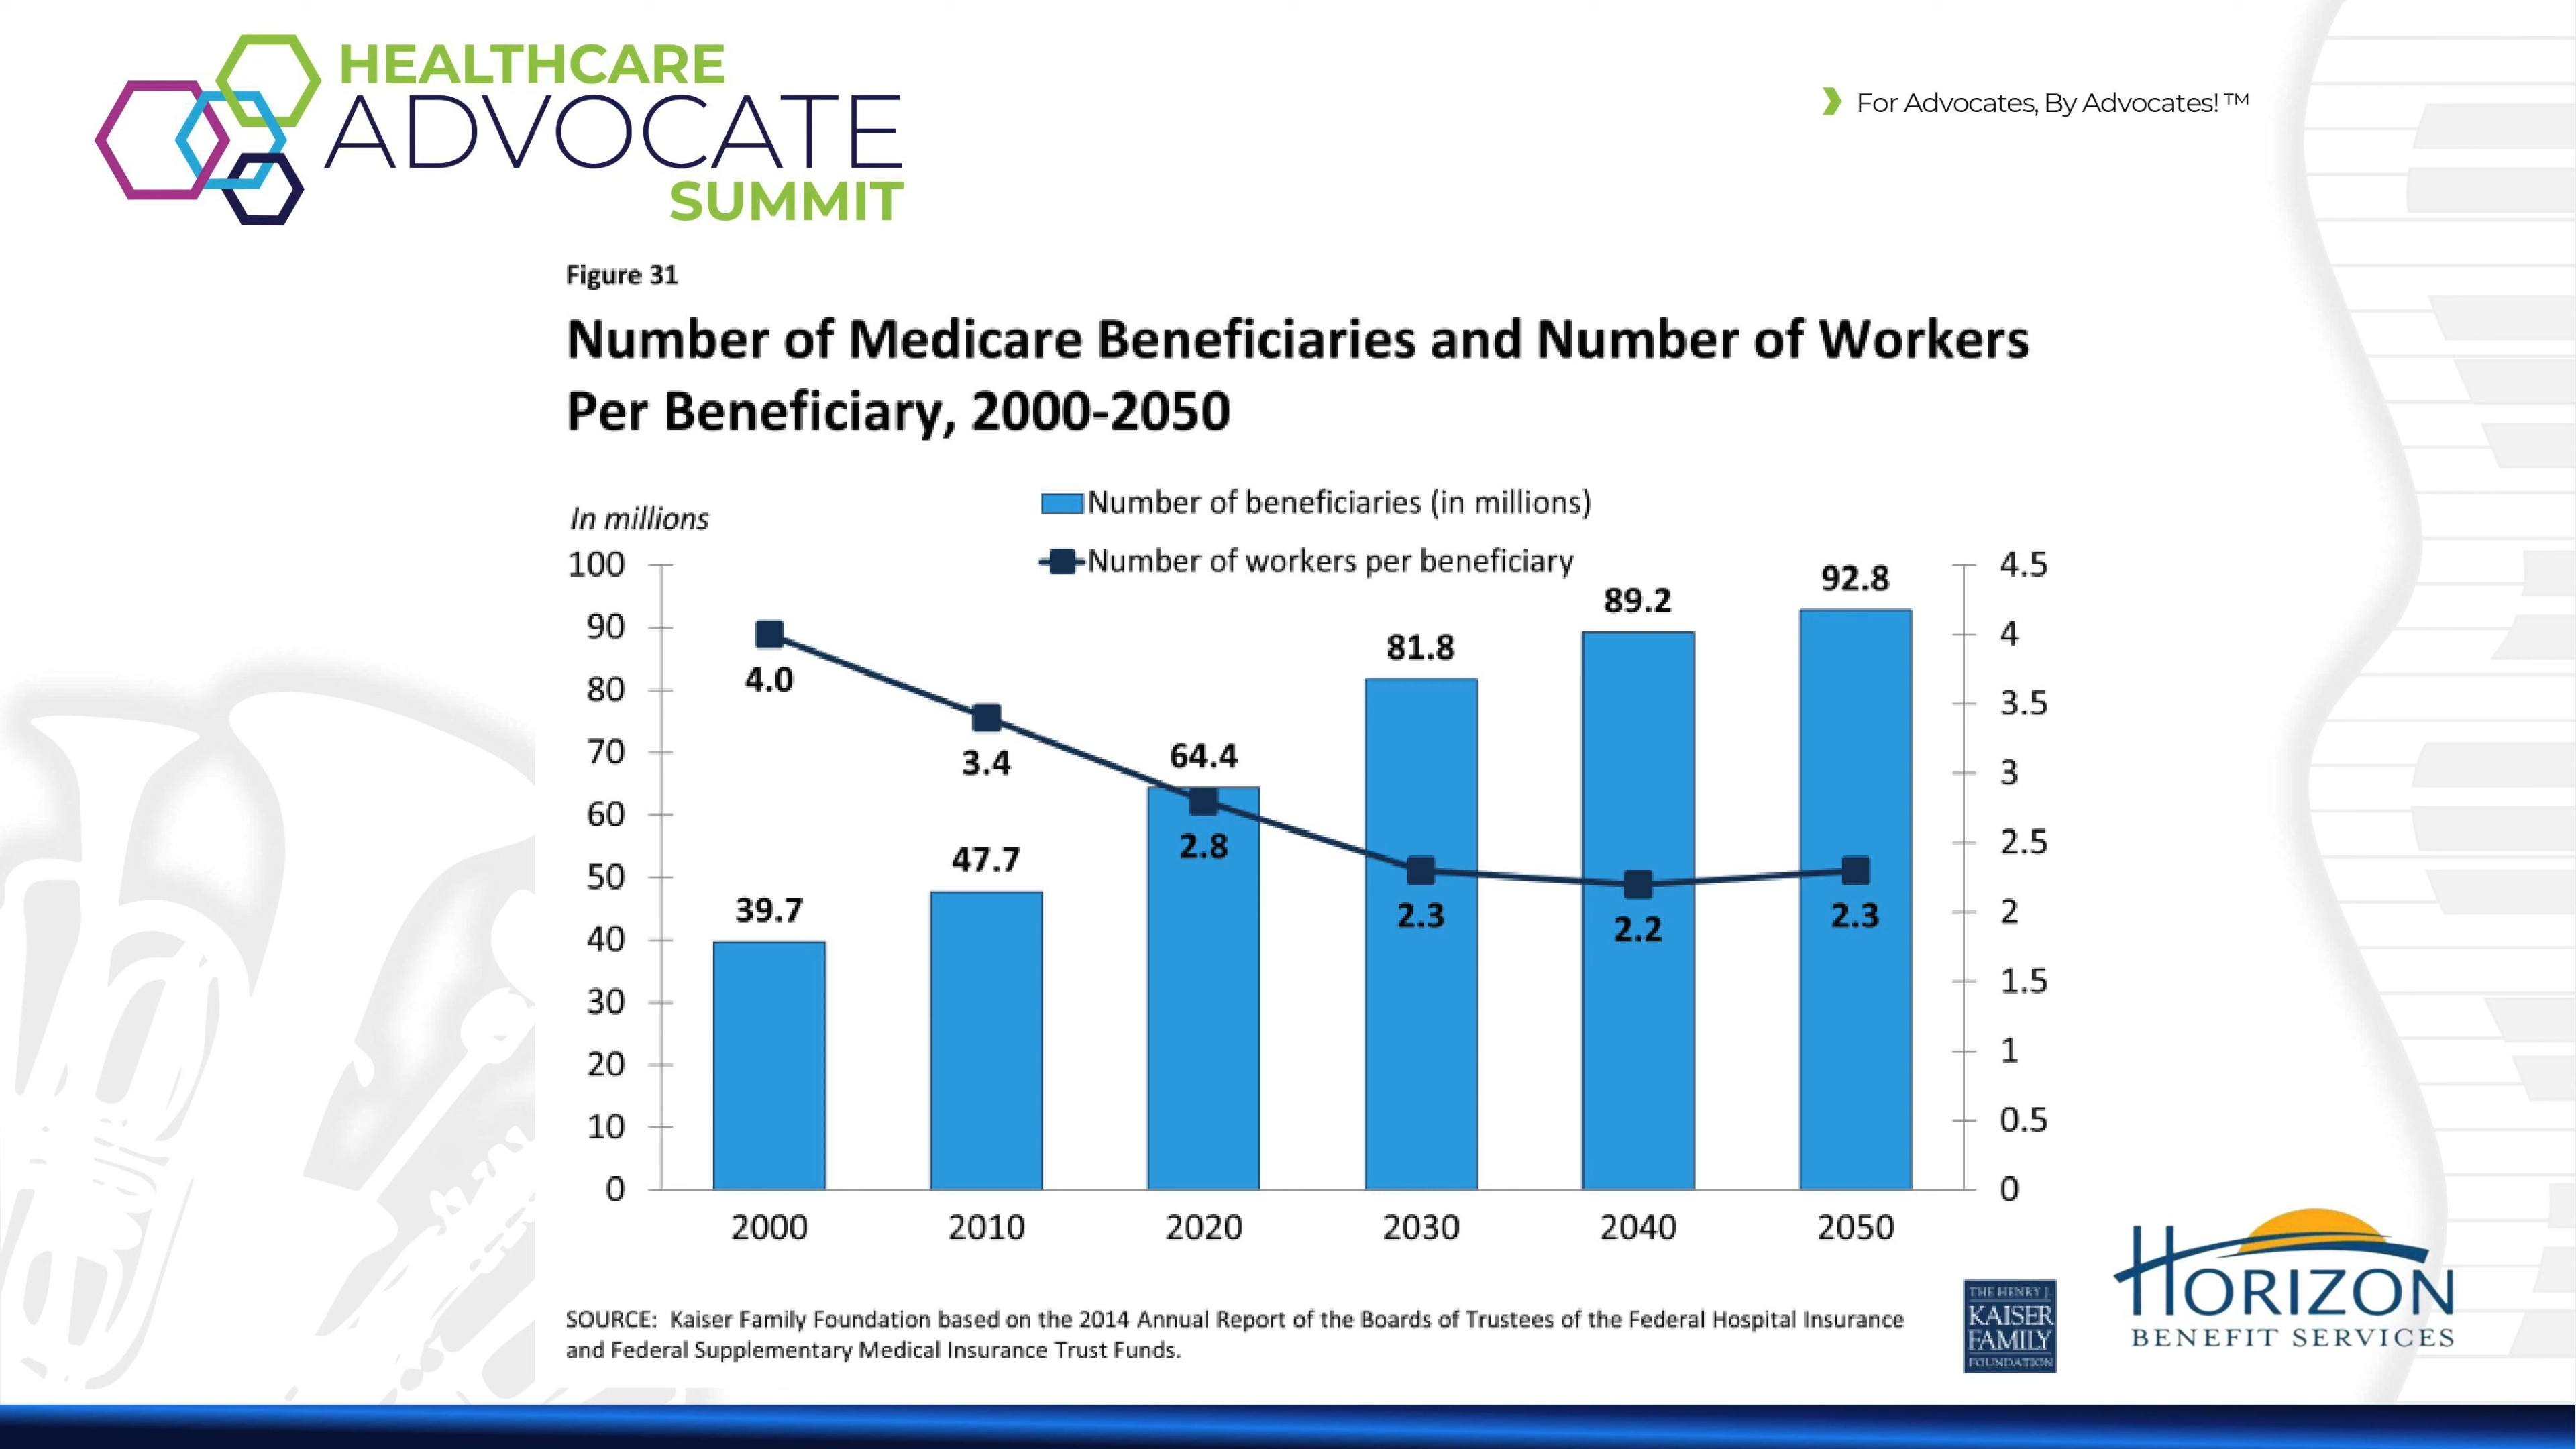 HEALTHCARE
ADVOCATE
SUMMIT
For Advocates, By Advocates!™
Figure 31
Number of Medicare Beneficiaries and Number of Workers
Per Beneficiary, 2000-2050
In millions
Number of beneficiaries (in millions)
Number of workers per beneficiary
100
90
80
70
60
50
40
30
20
10
0
4.5
4
3.5
3
2.5
2
1.5
1
0.5
0
39.7
47.7
64.4
81.8
89.2
92.8
4.0
3.4
2.8
2.3
2.2
2.3
2000
2010
2020
2030
2040
2050
SOURCE: Kaiser Family Foundation based on the 2014 Annual Report of the Boards of Trustees of the Federal Hospital Insurance
and Federal Supplementary Medical Insurance Trust Funds.
THE HENRY J.
KAISER
FAMILY
FOUNDATION
HORIZON
BENEFIT SERVICES